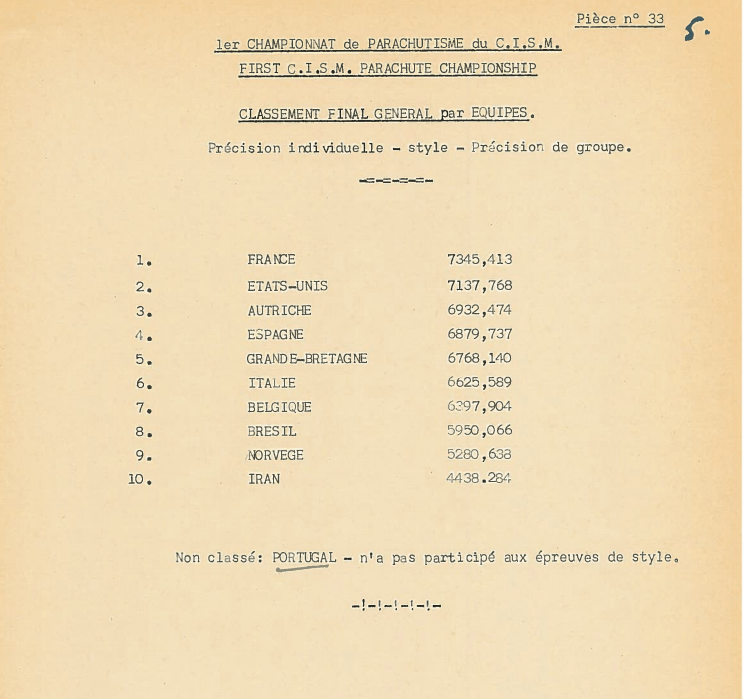 Pièce n° 33
5.
1er CHAMPIONNAT de PARACHUTISME du C.I.S.M.
FIRST C.I.S.M. PARACHUTE CHAMPIONSHIP
CLASSEMENT FINAL GENERAL par EQUIPES.
Précision individuelle - style - Précision de groupe.
-=-=-=-=-
1. FRANCE 7345,413
2. ETATS-UNIS 7137,768
3. AUTRICHE 6932,474
4. ESPAGNE 6879,737
5. GRANDE-BRETAGNE 6768,140
6. ITALIE 6625,589
7. BELGIQUE 6397,904
8. BRESIL 5950,066
9. NORVEGE 5280,638
10. IRAN 4438.284
Non classé: PORTUGAL - n'a pas participé aux épreuves de style.
-!-!-!-!-!-